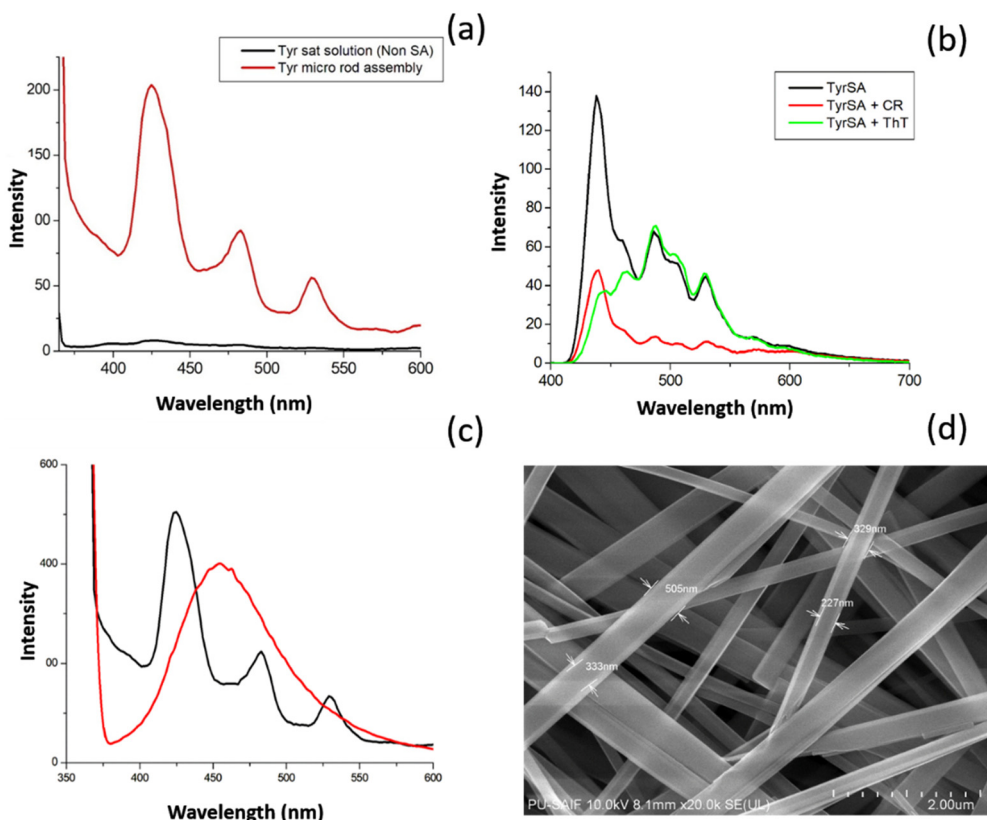 (a)
Tyr sat solution (Non SA)
Tyr micro rod assembly
200
150
00
50
0
400
450
500
550
600
Intensity
Wavelength (nm)
(b)
TyrSA
TyrSA + CR
TyrSA + ThT
140
120
100
80
60
40
20
0
400
500
600
700
Intensity
Wavelength (nm)
(c)
600
400
00
350
400
450
500
550
600
Intensity
Wavelength (nm)
(d)
329nm
505nm
227nm
333nm
PU-SAIF 10.0kV 8.1mm x20.0k SE(UL)
2.00um